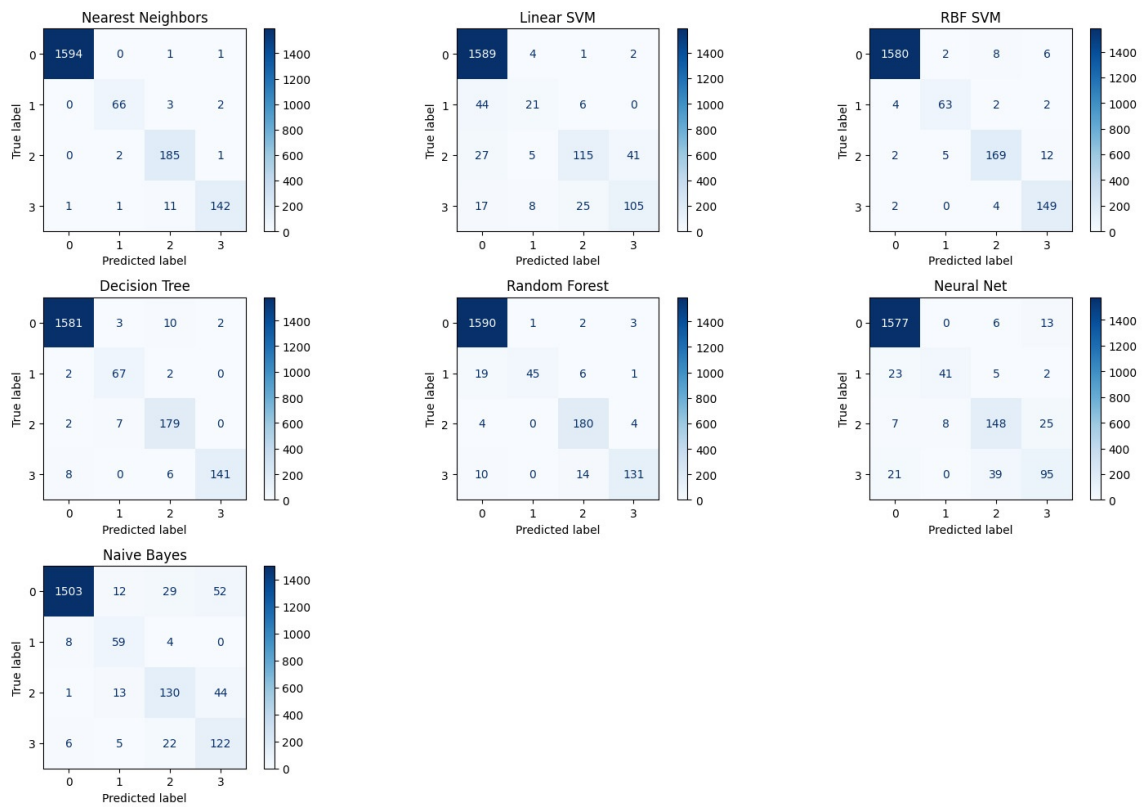 Nearest Neighbors
True label
0 1594 0 1 1
1 0 66 3 2
2 0 2 185 1
3 1 1 11 142
0 1 2 3
Predicted label
1400
1200
1000
800
600
400
200
0
Linear SVM
True label
0 1589 4 1 2
1 44 21 6 0
2 27 5 115 41
3 17 8 25 105
0 1 2 3
Predicted label
1400
1200
1000
800
600
400
200
0
RBF SVM
True label
0 1580 2 8 6
1 4 63 2 2
2 2 5 169 12
3 2 0 4 149
0 1 2 3
Predicted label
1400
1200
1000
800
600
400
200
0
Decision Tree
True label
0 1581 3 10 2
1 2 67 2 0
2 2 7 179 0
3 8 0 6 141
0 1 2 3
Predicted label
1400
1200
1000
800
600
400
200
0
Random Forest
True label
0 1590 1 2 3
1 19 45 6 1
2 4 0 180 4
3 10 0 14 131
0 1 2 3
Predicted label
1400
1200
1000
800
600
400
200
0
Neural Net
True label
0 1577 0 6 13
1 23 41 5 2
2 7 8 148 25
3 21 0 39 95
0 1 2 3
Predicted label
1400
1200
1000
800
600
400
200
0
Naive Bayes
True label
0 1503 12 29 52
1 8 59 4 0
2 1 13 130 44
3 6 5 22 122
0 1 2 3
Predicted label
1400
1200
1000
800
600
400
200
0